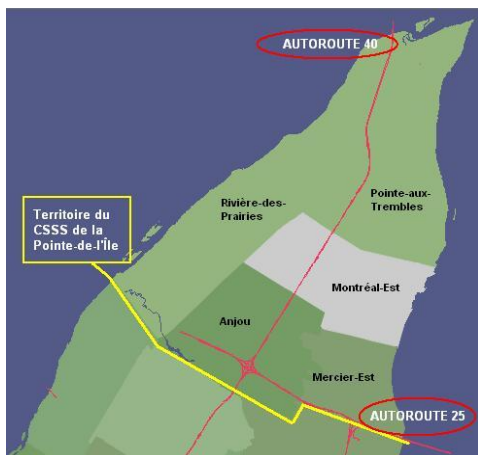 AUTOROUTE 40
Pointe-aux-
Trembles
Rivière-des-
Prairies
Territoire du
CSSS de la
Pointe-de-l'Île
Montréal-Est
Anjou
Mercier-Est
AUTOROUTE 25